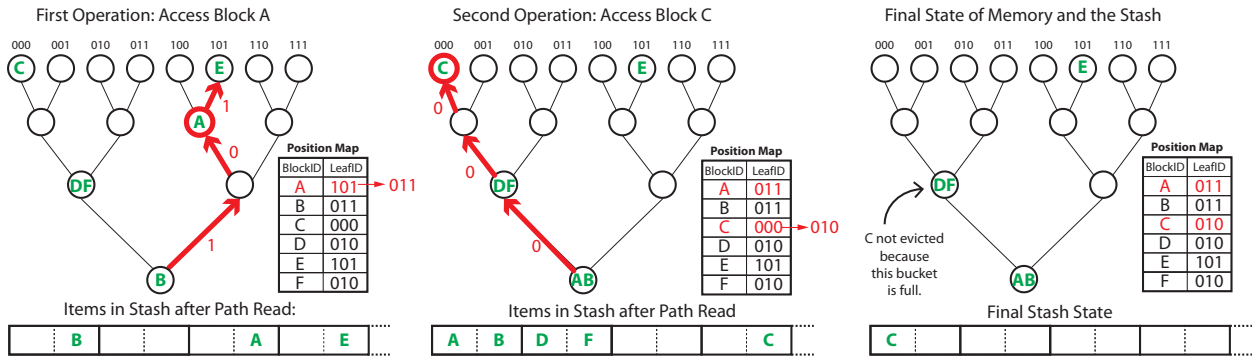 First Operation: Access Block A
000 001 010 011 100 101 110 111
C E
1
A
0
DF
1
B
Position Map
BlockID LeafID
A 101 011
B 011
C 000
D 010
E 101
F 010
Items in Stash after Path Read:
B A E
Second Operation: Access Block C
000 001 010 011 100 101 110 111
C E
0
0
DF
0
AB
Position Map
BlockID LeafID
A 011
B 011
C 000 010
D 010
E 101
F 010
Items in Stash after Path Read
A B D F C
Final State of Memory and the Stash
000 001 010 011 100 101 110 111
E
DF
C not evicted
because
this bucket
is full.
AB
Position Map
BlockID LeafID
A 011
B 011
C 010
D 010
E 101
F 010
Final Stash State
C